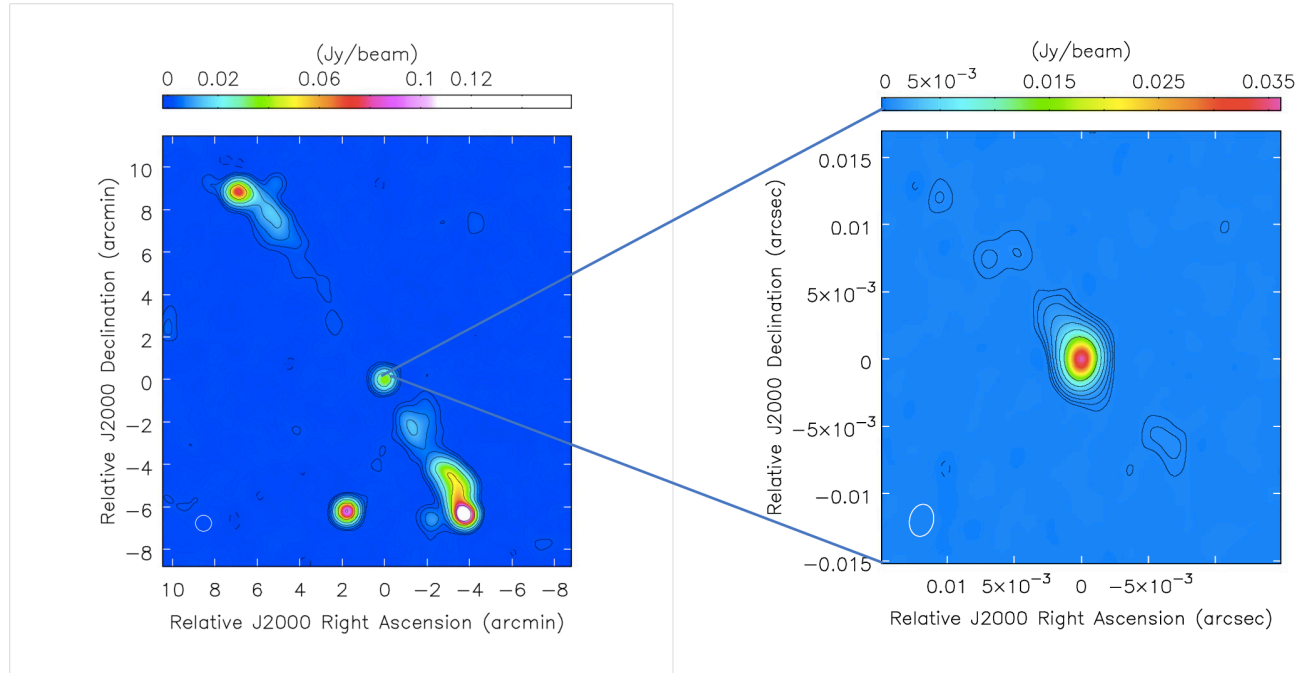 (Jy/beam)
0 0.02 0.06 0.1 0.12
Relative J2000 Declination (arcmin)
10
8
6
4
2
0
−2
−4
−6
−8
10 8 6 4 2 0 −2 −4 −6 −8
Relative J2000 Right Ascension (arcmin)
(Jy/beam)
0 5×10⁻³ 0.015 0.025 0.035
Relative J2000 Declination (arcsec)
0.015
0.01
5×10⁻³
0
−5×10⁻³
−0.01
−0.015
0.01 5×10⁻³ 0 −5×10⁻³
Relative J2000 Right Ascension (arcsec)